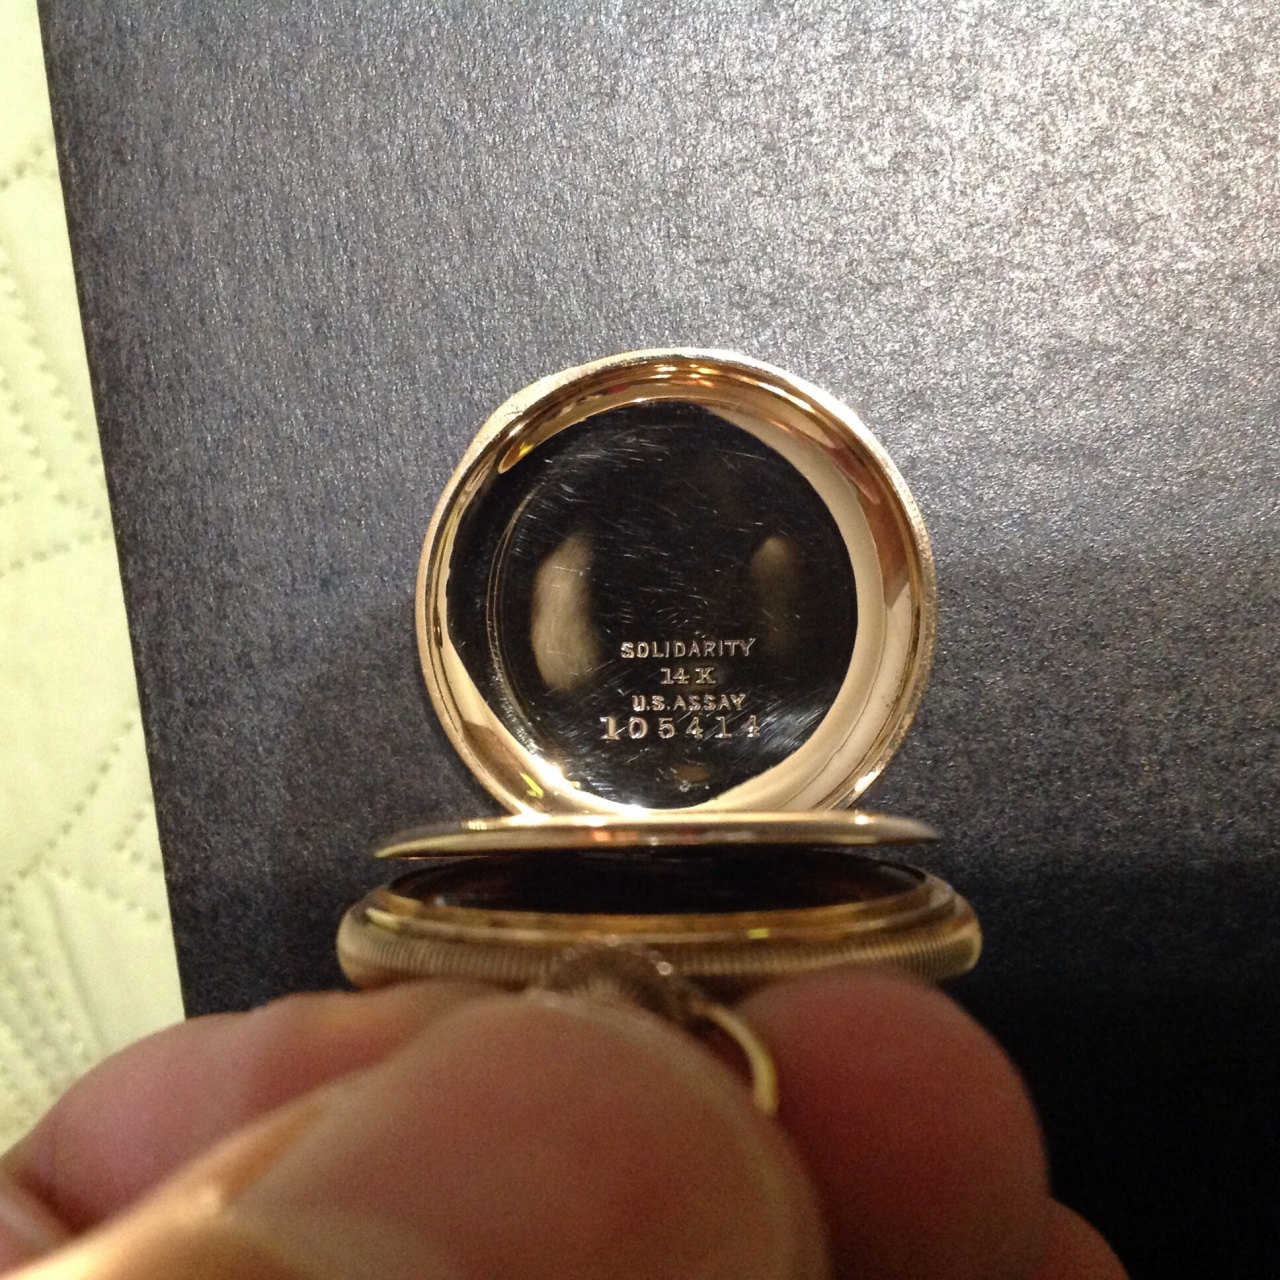 SOLIDARITY
14 K
U.S. ASSAY
105414